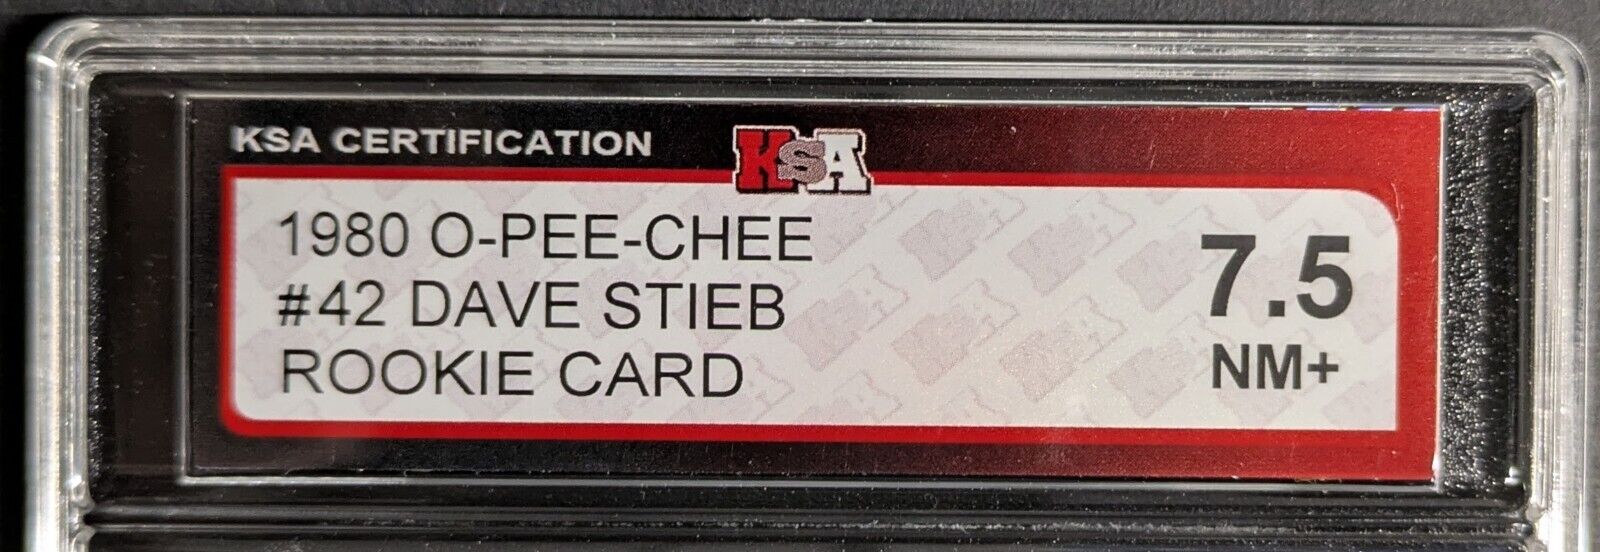 KSA CERTIFICATION
KSA
1980 O-PEE-CHEE
#42 DAVE STIEB
ROOKIE CARD
7.5
NM+